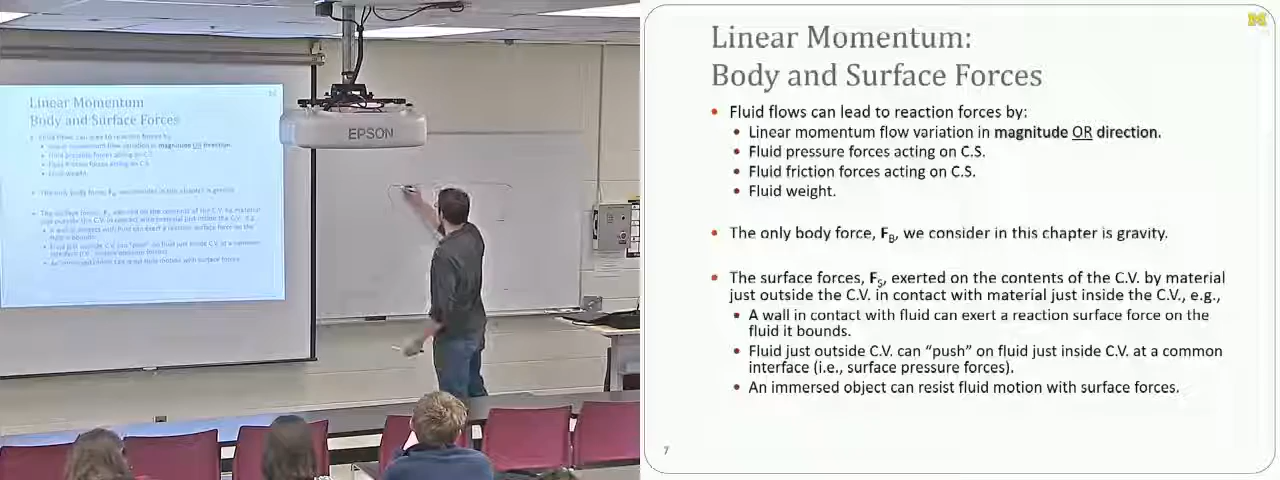 Linear Momentum
Body and Surface Forces
EPSON
M
Linear Momentum:
Body and Surface Forces
• Fluid flows can lead to reaction forces by:
• Linear momentum flow variation in magnitude OR direction.
• Fluid pressure forces acting on C.S.
• Fluid friction forces acting on C.S.
• Fluid weight.
• The only body force, F_B, we consider in this chapter is gravity.
• The surface forces, F_S, exerted on the contents of the C.V. by material
just outside the C.V. in contact with material just inside the C.V., e.g.,
• A wall in contact with fluid can exert a reaction surface force on the
fluid it bounds.
• Fluid just outside C.V. can “push” on fluid just inside C.V. at a common
interface (i.e., surface pressure forces).
• An immersed object can resist fluid motion with surface forces.
7